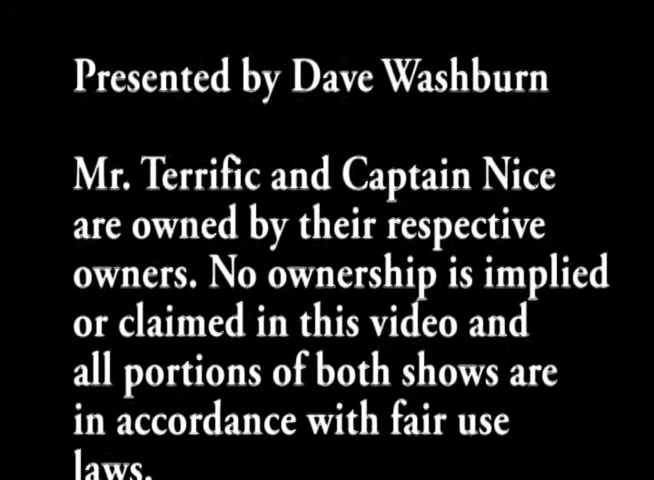 Presented by Dave Washburn
Mr. Terrific and Captain Nice
are owned by their respective
owners. No ownership is implied
or claimed in this video and
all portions of both shows are
in accordance with fair use
laws.